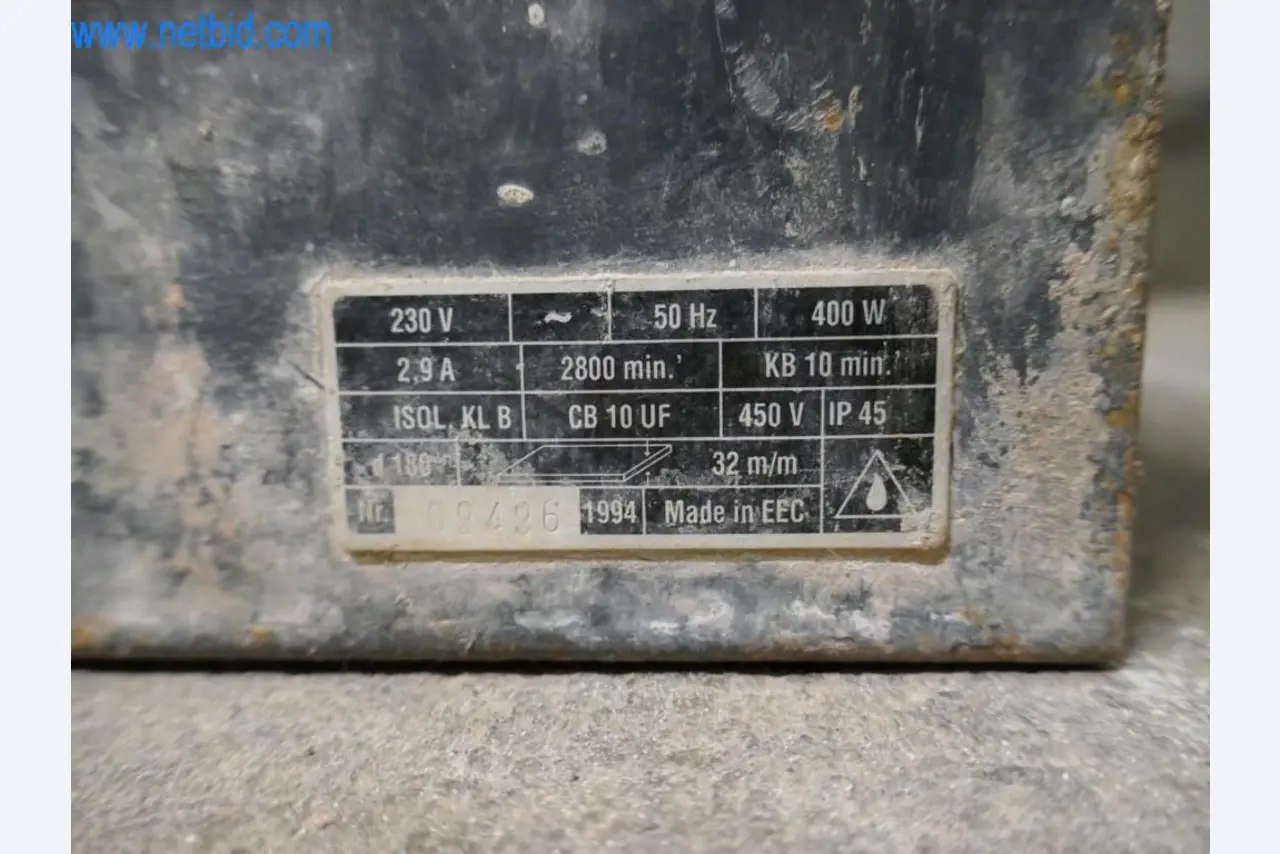 www.netbid.com
230 V ~ 50 Hz 400 W
2,9 A 2800 min.' KB 10 min.'
ISOL. KL B CB 10 UF 450 V IP 45
180 32 m/m
Nr. 1994 Made in EEC